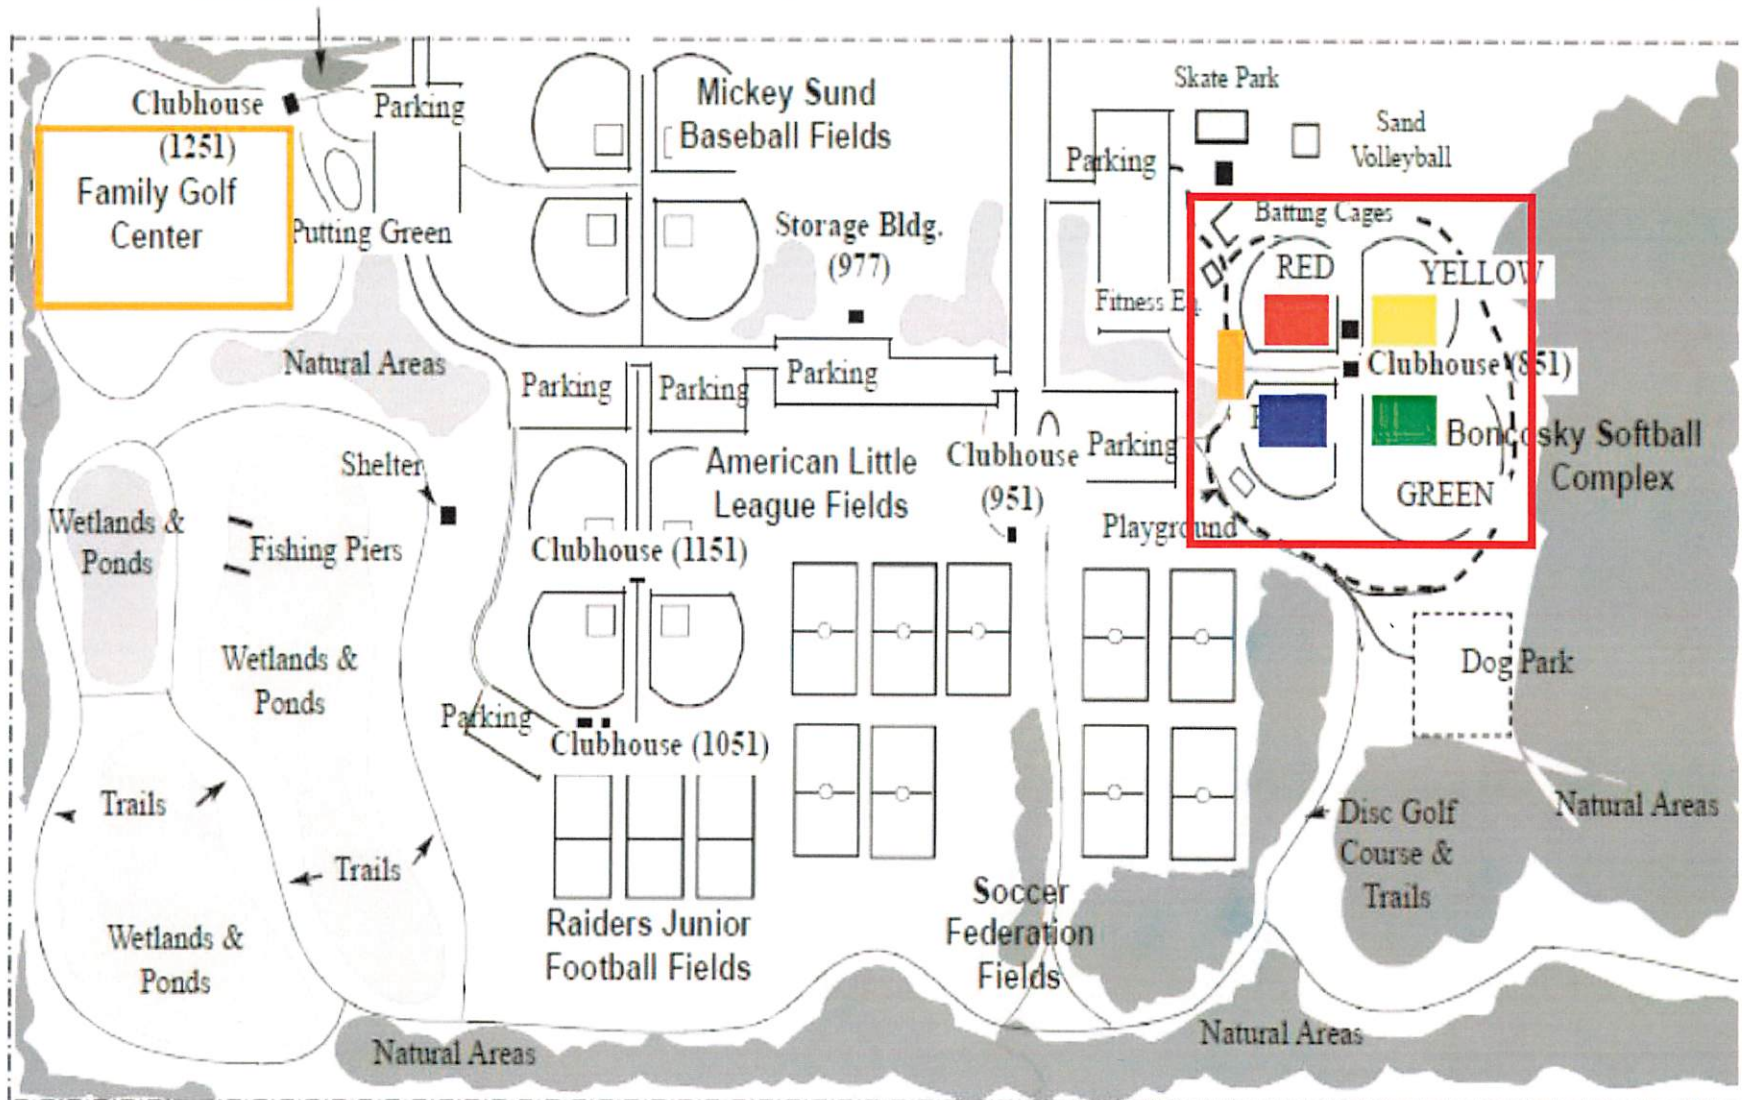 Skate Park
Clubhouse
(1251)
Parking
Mickey Sund
Baseball Fields
Sand
Volleyball
Parking
Family Golf
Center
Putting Green
Storage Bldg.
(977)
Batting Cages
RED
YELLOW
Fitness Eq.
Natural Areas
Parking
Parking
Parking
Clubhouse (851)
Shelter
American Little
League Fields
Clubhouse
(951)
Parking
Boncosky Softball
Complex
GREEN
Wetlands &
Ponds
Fishing Piers
Clubhouse (1151)
Playground
Wetlands &
Ponds
Dog Park
Parking
Clubhouse (1051)
Trails
Trails
Disc Golf
Course &
Trails
Natural Areas
Wetlands &
Ponds
Raiders Junior
Football Fields
Soccer
Federation
Fields
Natural Areas
Natural Areas